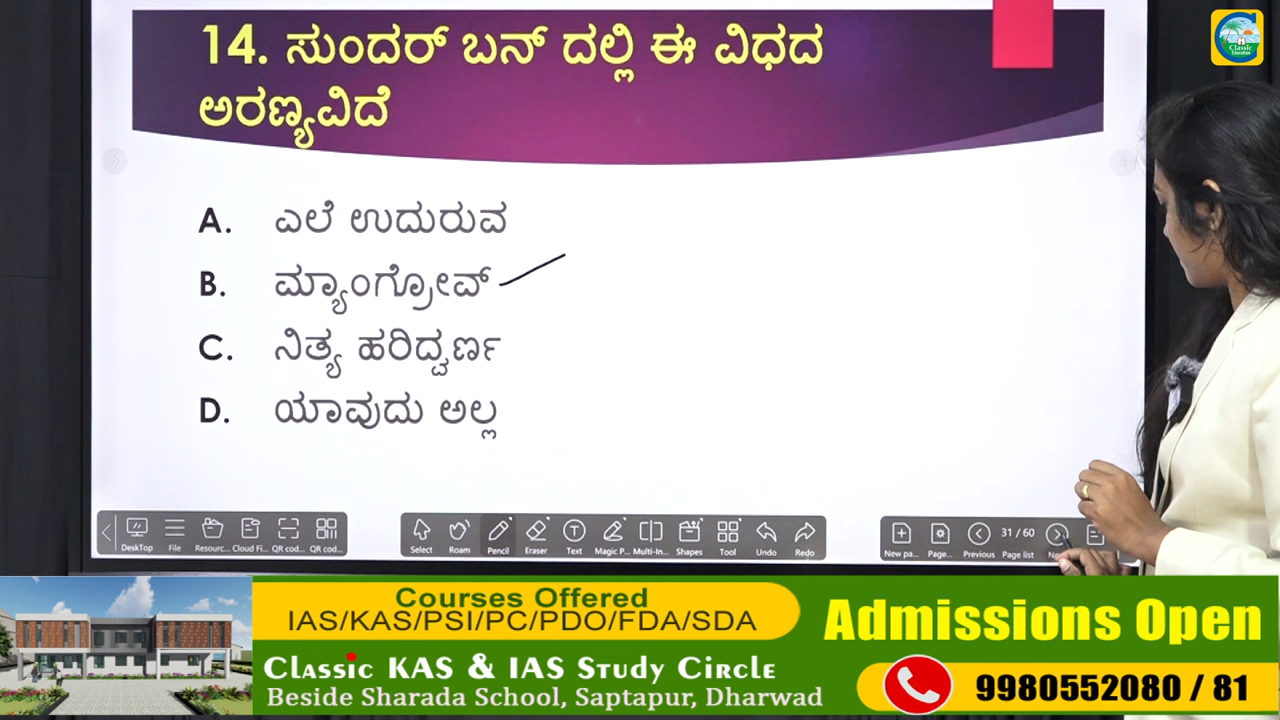 14. ಸುಂದರ್ ಬನ್ ದಲ್ಲಿ ಈ ವಿಧದ
ಅರಣ್ಯವಿದೆ
Classic
Education
A. ಎಲೆ ಉದುರುವ
B. ಮ್ಯಾಂಗ್ರೋವ್
C. ನಿತ್ಯ ಹರಿದ್ವರ್ಣ
D. ಯಾವುದು ಅಲ್ಲ
DeskTop File Resourc... Cloud Fi... QR cod... QR cod...
Select Roam Pencil Eraser Text Magic P... Multi-In... Shapes Tool Undo Redo
31 / 60
New pa... Page... Previous Page list
Courses Offered
IAS/KAS/PSI/PC/PDO/FDA/SDA
Classic KAS & IAS Study Circle
Beside Sharada School, Saptapur, Dharwad
Admissions Open
9980552080 / 81